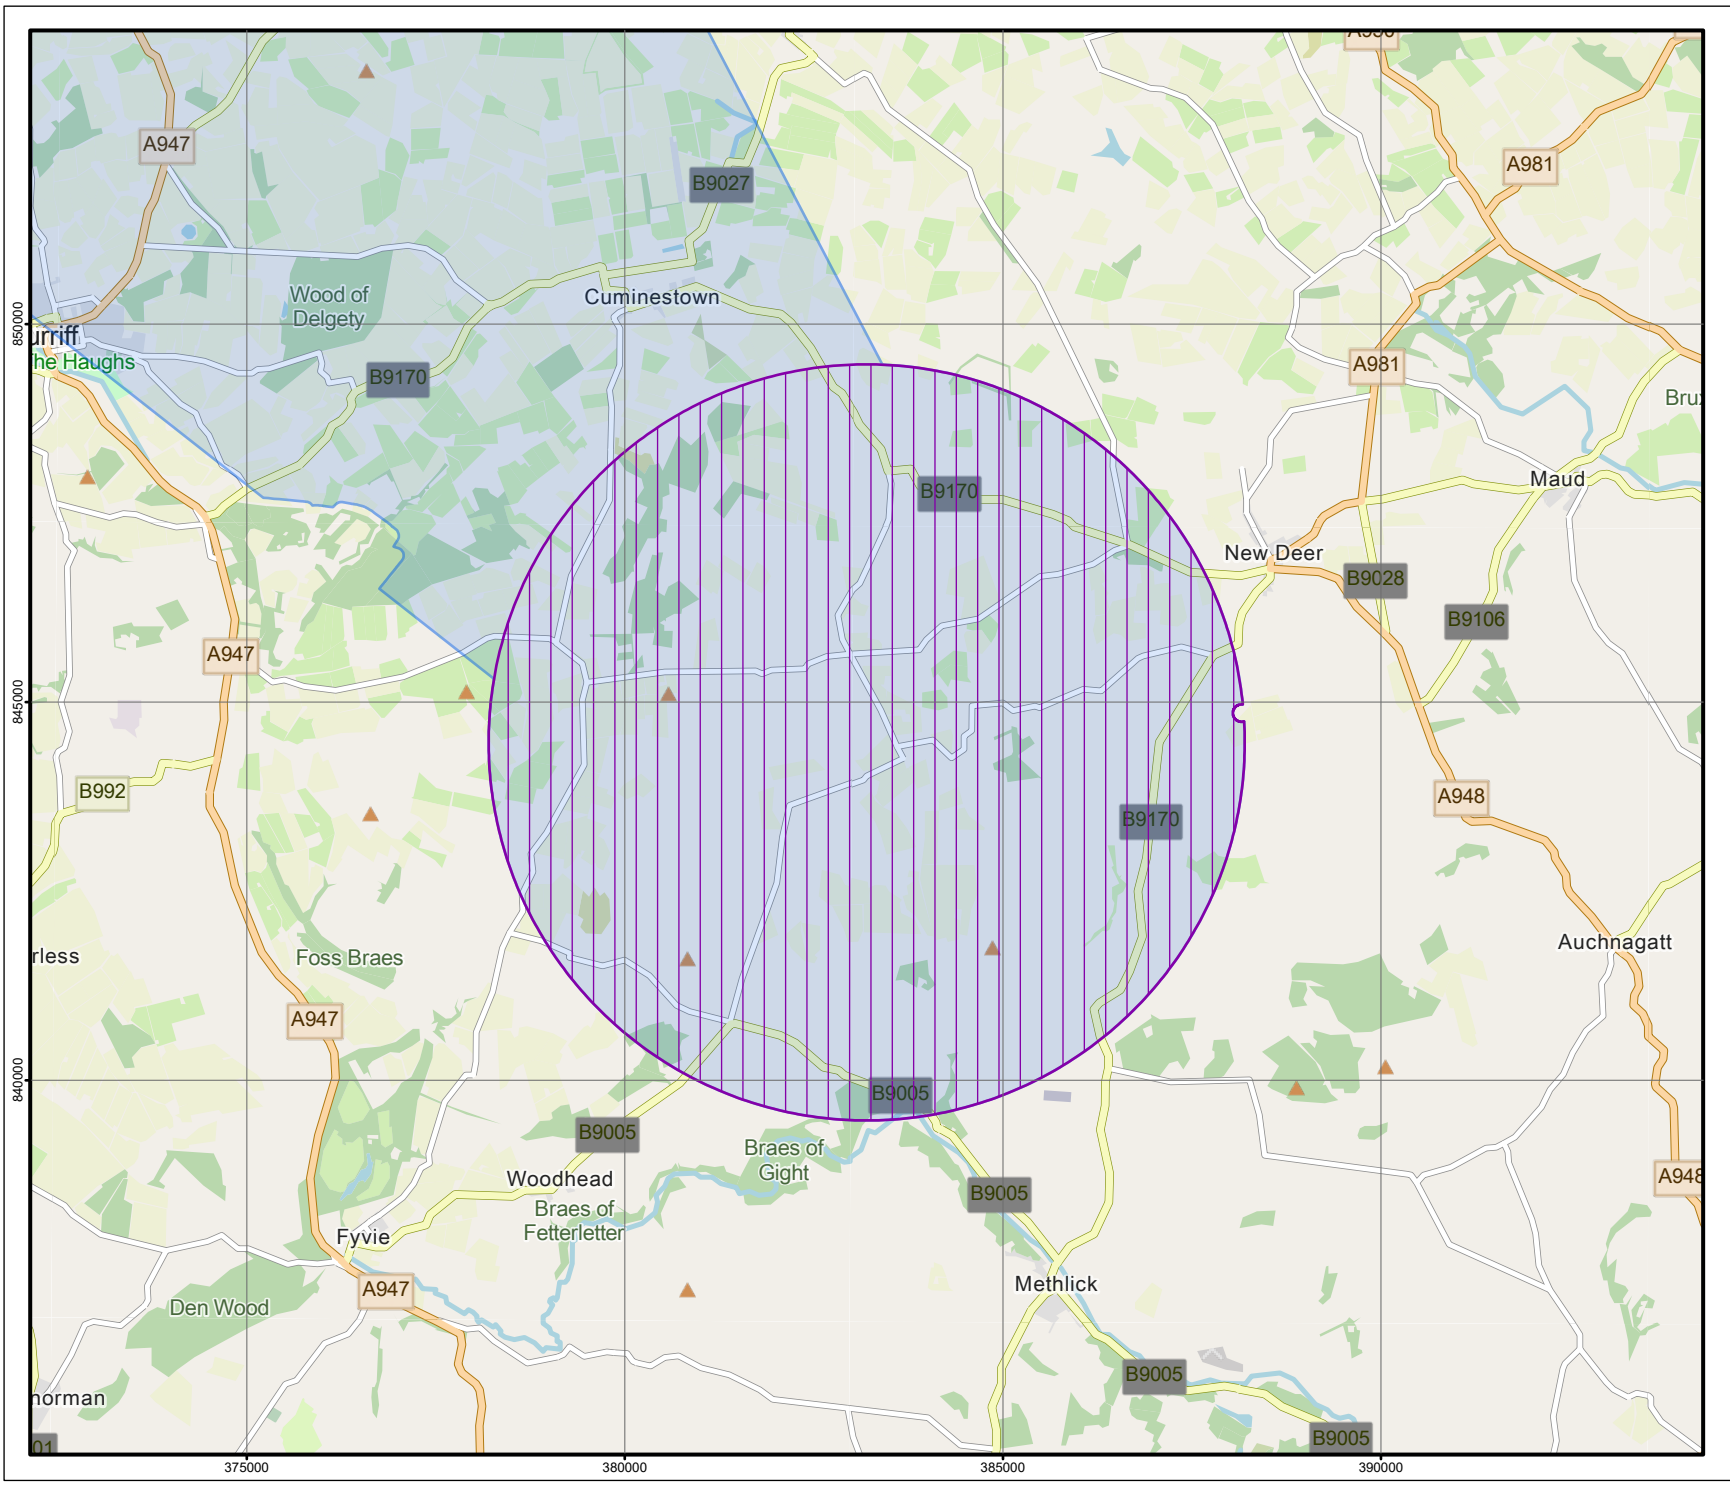 A947
A981
B9027
Wood of
Delgety
Cuminestown
850000
urriff
he Haughs
B9170
A981
Maud
B9170
New Deer
B9028
B9106
A947
845000
B992
A948
B9170
rless
Foss Braes
Auchnagatt
A947
840000
B9005
B9005
Braes of
Gight
Woodhead
Braes of
Fetterletter
B9005
A948
Fyvie
Methlick
A947
Den Wood
B9005
norman
B9005
01
375000
380000
385000
390000